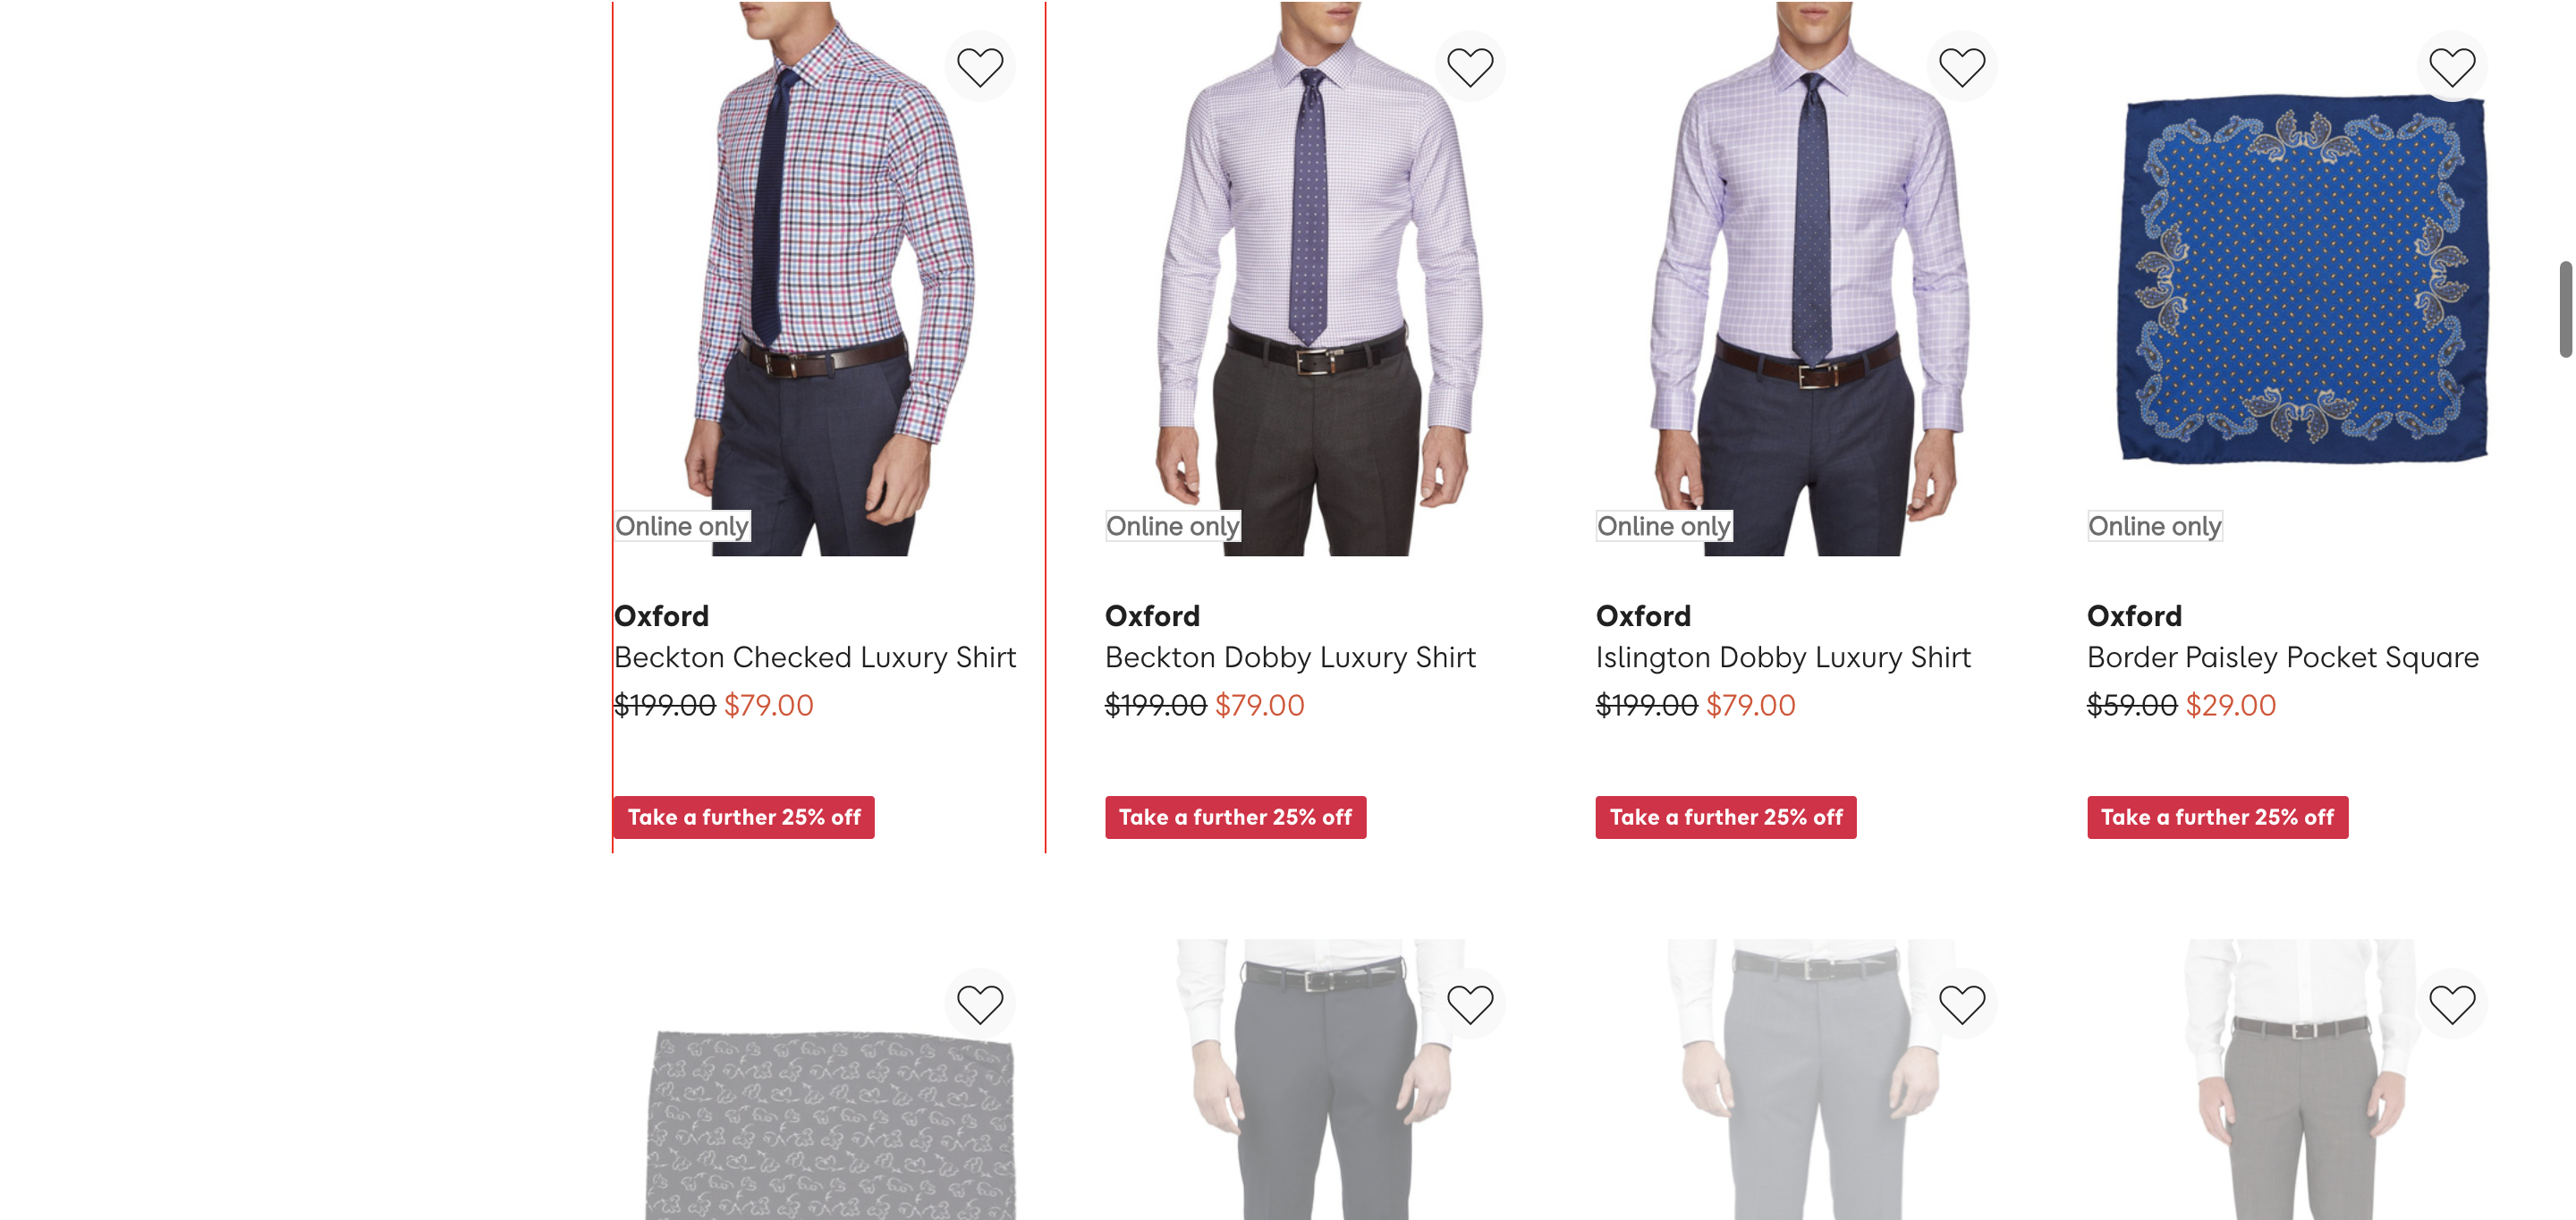 Online only
Oxford
Beckton Checked Luxury Shirt
$199.00 $79.00
Take a further 25% off
Online only
Oxford
Beckton Dobby Luxury Shirt
$199.00 $79.00
Take a further 25% off
Online only
Oxford
Islington Dobby Luxury Shirt
$199.00 $79.00
Take a further 25% off
Online only
Oxford
Border Paisley Pocket Square
$59.00 $29.00
Take a further 25% off